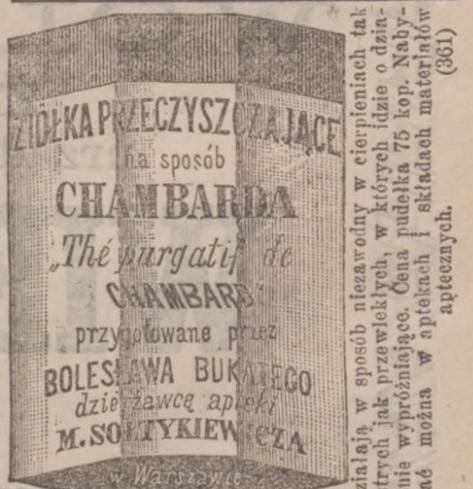 ZIÓŁKA PRZECZYSZCZAJĄCE
na sposób
CHAMBARDA
„Thé purgatif de
CHAMBARD"
przygotowane przez
BOLESŁAWA BUKATEGO
dzierżawcę apteki
M. SOŁTYKIEWICZA
w Warszawie
działają w sposób niezawodny w cierpieniach tak
ostrych jak przewlekłych, w których idzie o dzia-
nie wypróżniające. Cena pudełka 75 kop. Naby-
ać można w aptekach i składach materiałów
aptecznych. (361)